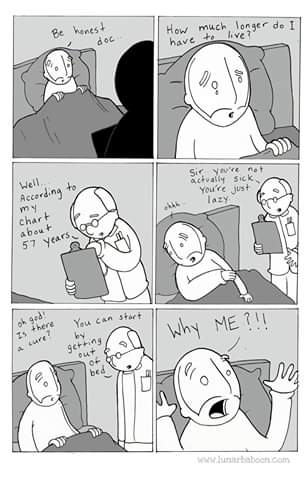 Be honest
doc...
How much longer do I
have to live?
Well...
According to
my
chart
about
57 years.
Sir you're not
actually sick...
You're just
lazy.
ohhh..
oh god!
Is there
a cure?
You can start
by
getting
out
of
bed.
Why ME?!!!
www.lunarbaboon.com